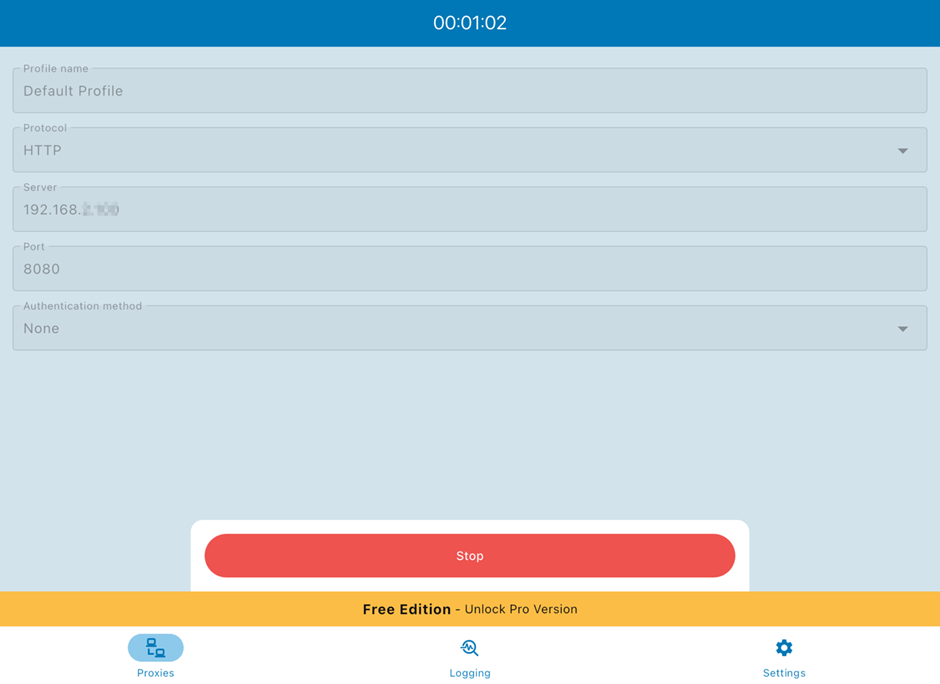 00:01:02
Profile name
Default Profile
Protocol
HTTP
Server
192.168.
Port
8080
Authentication method
None
Stop
Free Edition - Unlock Pro Version
Proxies
Logging
Settings